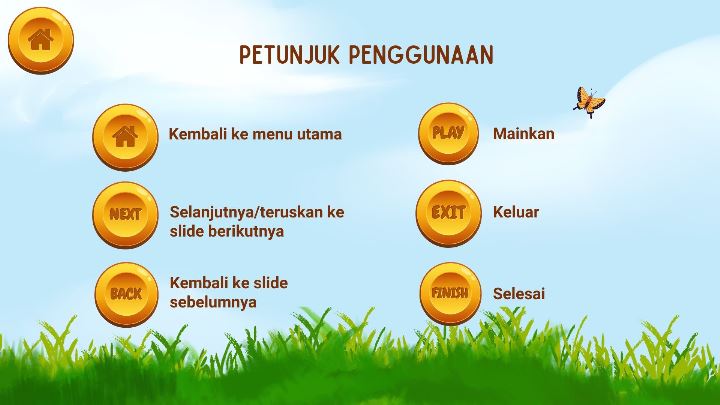 PETUNJUK PENGGUNAAN
Kembali ke menu utama
NEXT
Selanjutnya/teruskan ke
slide berikutnya
BACK
Kembali ke slide
sebelumnya
PLAY
Mainkan
EXIT
Keluar
FINISH
Selesai